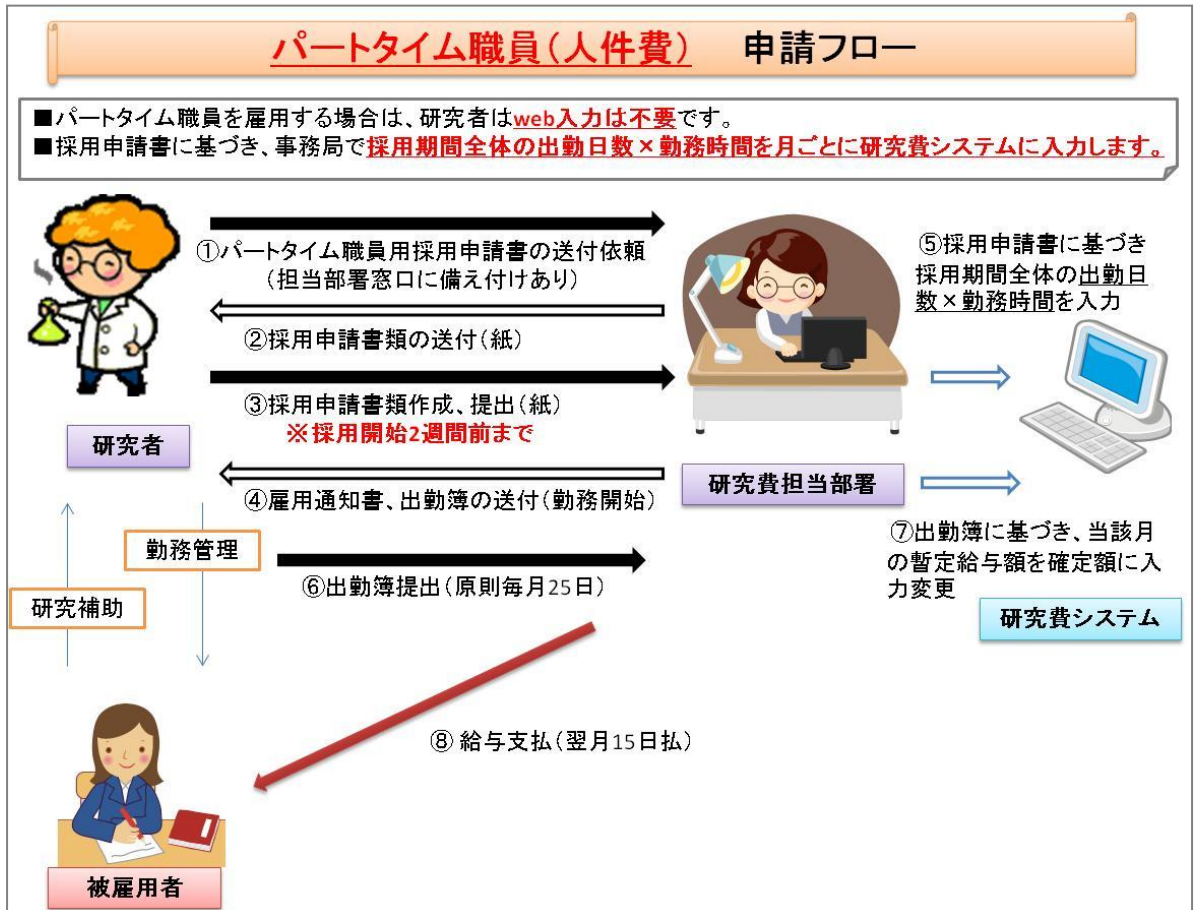 パートタイム職員（人件費）　申請フロー
■パートタイム職員を雇用する場合は、研究者はweb入力は不要です。
■採用申請書に基づき、事務局で採用期間全体の出勤日数×勤務時間を月ごとに研究費システムに入力します。
①パートタイム職員用採用申請書の送付依頼
（担当部署窓口に備え付けあり）
②採用申請書類の送付（紙）
③採用申請書類作成、提出（紙）
※採用開始2週間前まで
④雇用通知書、出勤簿の送付（勤務開始）
⑤採用申請書に基づき
採用期間全体の出勤日
数×勤務時間を入力
研究者
研究費担当部署
勤務管理
研究補助
⑥出勤簿提出（原則毎月25日）
⑦出勤簿に基づき、当該月
の暫定給与額を確定額に入
力変更
研究費システム
⑧ 給与支払（翌月15日払）
被雇用者